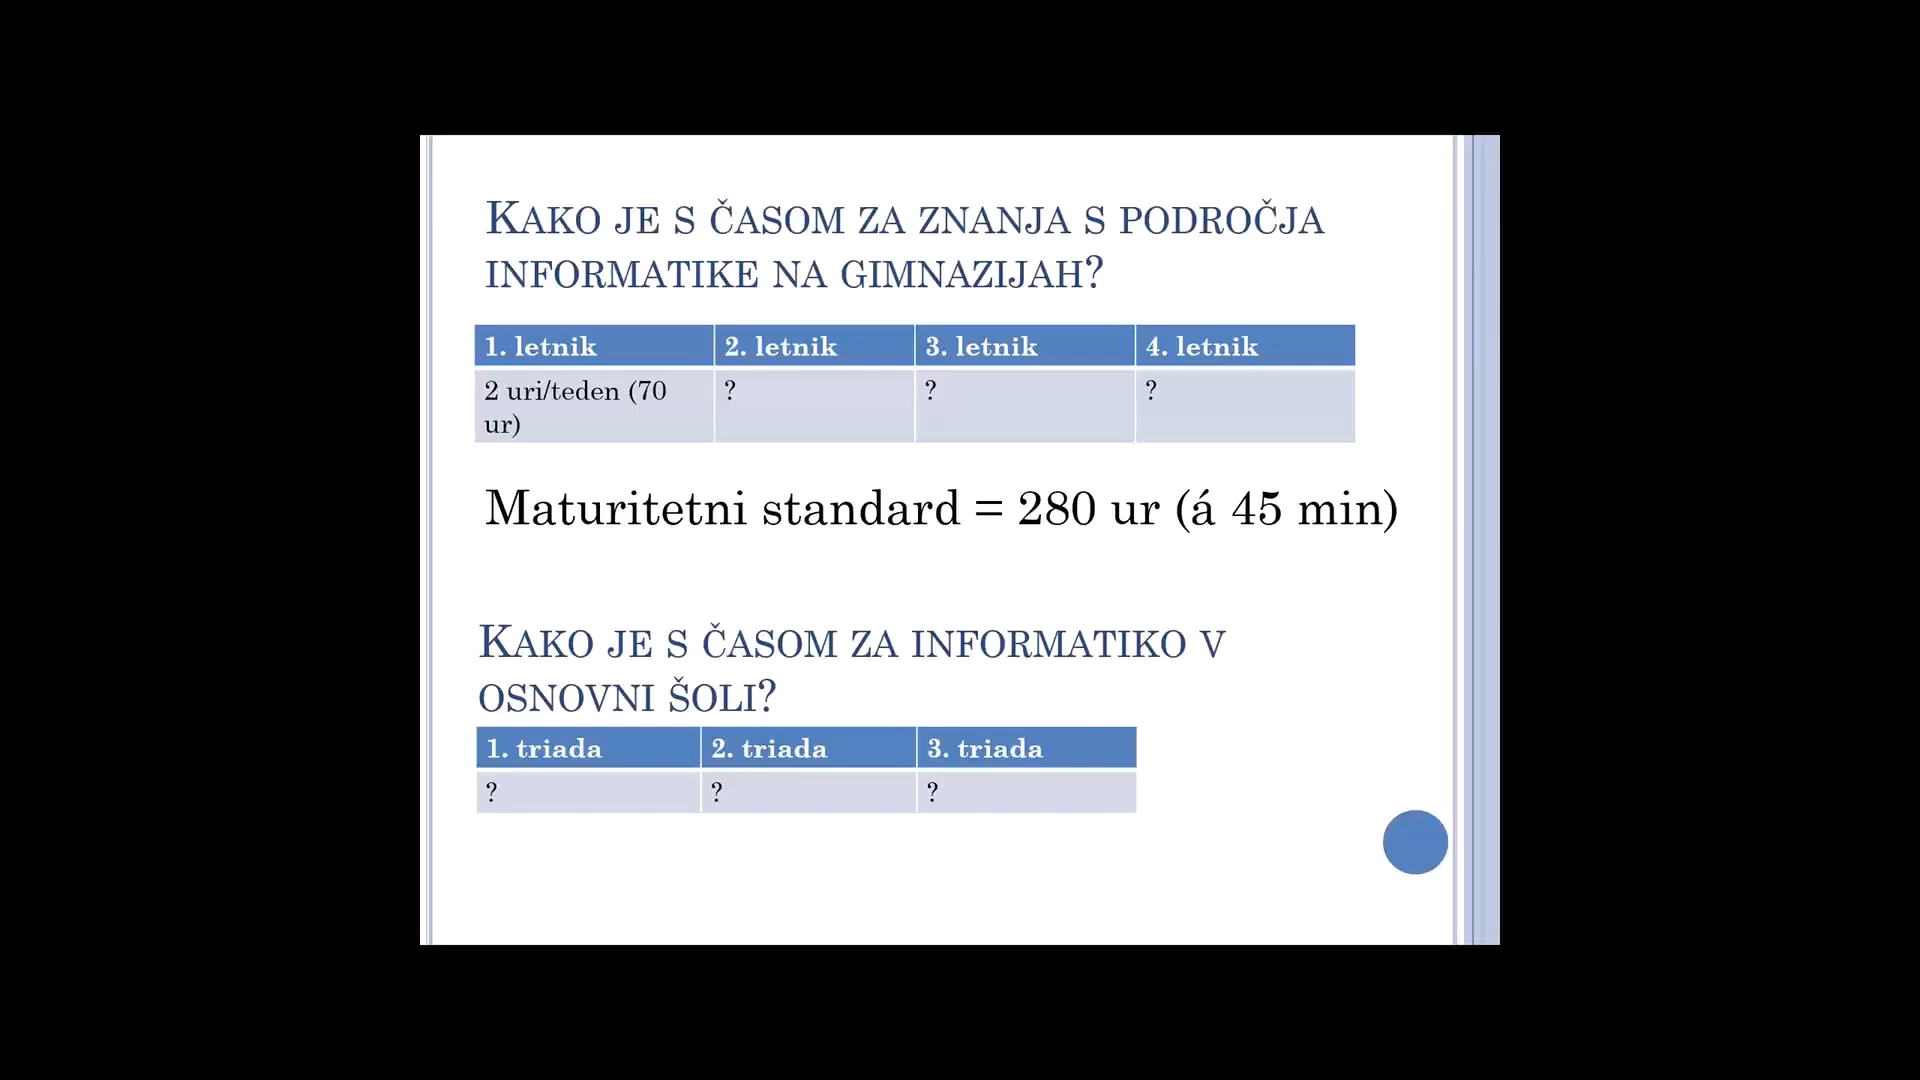 Kako je s časom za znanja s področja
informatike na gimnazijah?
1. letnik 2. letnik 3. letnik 4. letnik
2 uri/teden (70 ? ? ?
ur)
Maturitetni standard = 280 ur (á 45 min)
Kako je s časom za informatiko v
osnovni šoli?
1. triada 2. triada 3. triada
? ? ?